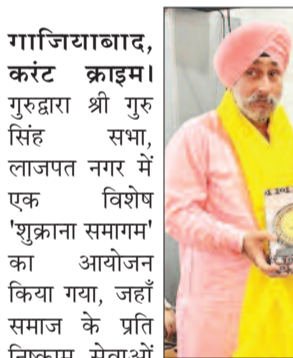 गाजियाबाद,
करंट क्राइम।
गुरुद्वारा श्री गुरु
सिंह सभा,
लाजपत नगर में
एक विशेष
'शुक्राना समागम'
का आयोजन
किया गया, जहाँ
समाज के प्रति
निष्काम सेवाओं